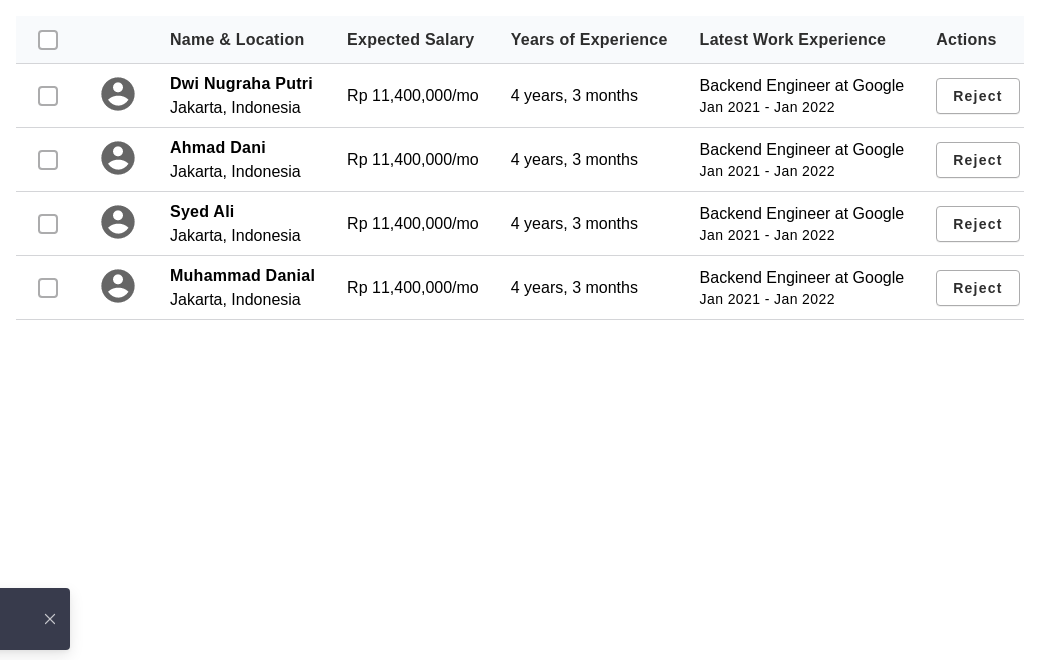 Name & Location Expected Salary Years of Experience Latest Work Experience Actions
Dwi Nugraha Putri
Jakarta, Indonesia
Rp 11,400,000/mo
4 years, 3 months
Backend Engineer at Google
Jan 2021 - Jan 2022
Reject
Ahmad Dani
Jakarta, Indonesia
Rp 11,400,000/mo
4 years, 3 months
Backend Engineer at Google
Jan 2021 - Jan 2022
Reject
Syed Ali
Jakarta, Indonesia
Rp 11,400,000/mo
4 years, 3 months
Backend Engineer at Google
Jan 2021 - Jan 2022
Reject
Muhammad Danial
Jakarta, Indonesia
Rp 11,400,000/mo
4 years, 3 months
Backend Engineer at Google
Jan 2021 - Jan 2022
Reject